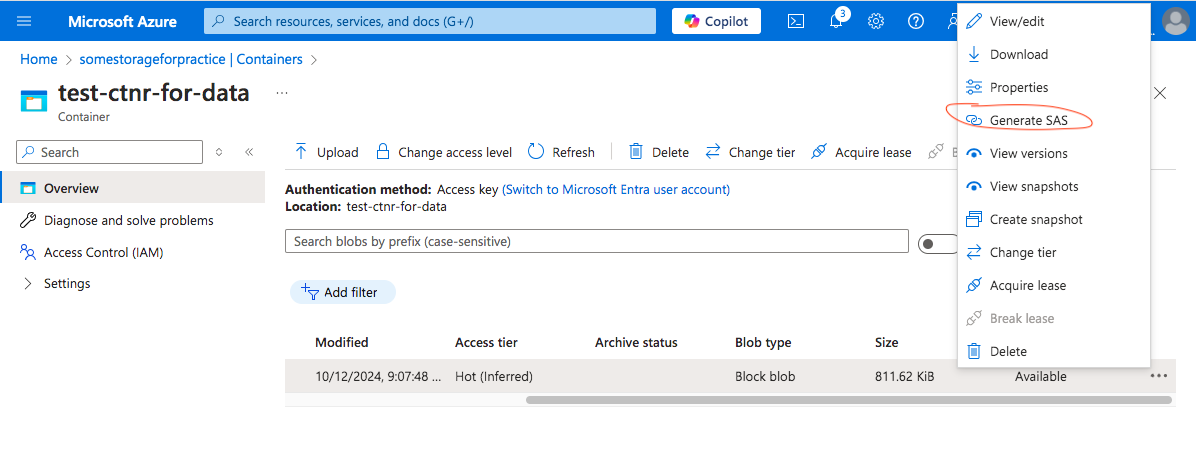 Microsoft Azure
Search resources, services, and docs (G+/)
Copilot
3
Home > somestorageforpractice | Containers >
test-ctnr-for-data ...
Container
Search
Overview
Diagnose and solve problems
Access Control (IAM)
Settings
Upload Change access level Refresh Delete Change tier Acquire lease
Authentication method: Access key (Switch to Microsoft Entra user account)
Location: test-ctnr-for-data
Search blobs by prefix (case-sensitive)
Add filter
Modified Access tier Archive status Blob type Size
10/12/2024, 9:07:48 ... Hot (Inferred) Block blob 811.62 KiB Available
View/edit
Download
Properties
Generate SAS
View versions
View snapshots
Create snapshot
Change tier
Acquire lease
Break lease
Delete